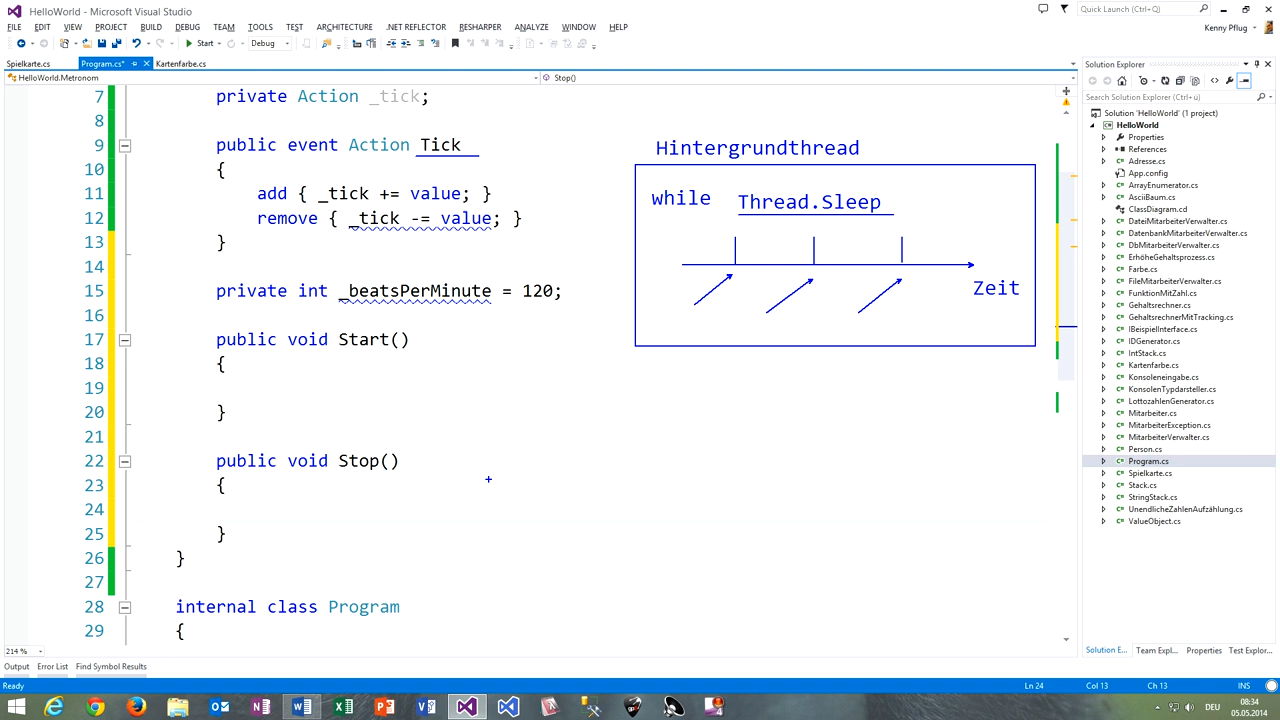 HelloWorld - Microsoft Visual Studio
Quick Launch (Ctrl+Q)
FILE EDIT VIEW PROJECT BUILD DEBUG TEAM TOOLS TEST ARCHITECTURE .NET REFLECTOR RESHARPER ANALYZE WINDOW HELP
Kenny Pflug
Start Debug
Spielkarte.cs Program.cs* Kartenfarbe.cs
HelloWorld.Metronom Stop()
7 private Action _tick;
8
9 public event Action Tick
10 {
11 add { _tick += value; }
12 remove { _tick -= value; }
13 }
14
15 private int _beatsPerMinute = 120;
16
17 public void Start()
18 {
19
20 }
21
22 public void Stop()
23 {
24
25 }
26 }
27
28 internal class Program
29 {
Hintergrundthread
while Thread.Sleep
Zeit
Solution Explorer
Search Solution Explorer (Ctrl+ü)
Solution 'HelloWorld' (1 project)
HelloWorld
Properties
References
Adresse.cs
App.config
ArrayEnumerator.cs
AsciiBaum.cs
ClassDiagram.cd
DateiMitarbeiterVerwalter.cs
DatenbankMitarbeiterVerwalter.cs
DbMitarbeiterVerwalter.cs
ErhöheGehaltsprozess.cs
Farbe.cs
FileMitarbeiterVerwalter.cs
FunktionMitZahl.cs
Gehaltsrechner.cs
GehaltsrechnerMitTracking.cs
IBeispielInterface.cs
IDGenerator.cs
IntStack.cs
Kartenfarbe.cs
Konsoleneingabe.cs
KonsolenTypdarsteller.cs
LottozahlenGenerator.cs
Mitarbeiter.cs
MitarbeiterException.cs
MitarbeiterVerwalter.cs
Person.cs
Program.cs
Spielkarte.cs
Stack.cs
StringStack.cs
UnendlicheZahlenAufzählung.cs
ValueObject.cs
214 %
Solution E... Team Expl... Properties Test Explor...
Output Error List Find Symbol Results
Ready Ln 24 Col 13 Ch 13 INS
DEU 08:34
05.05.2014